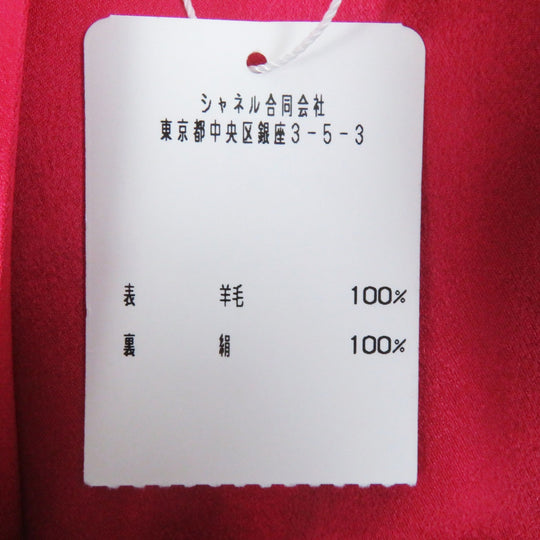 シャネル合同会社
東京都中央区銀座3-5-3
表 羊毛 100%
裏 絹 100%